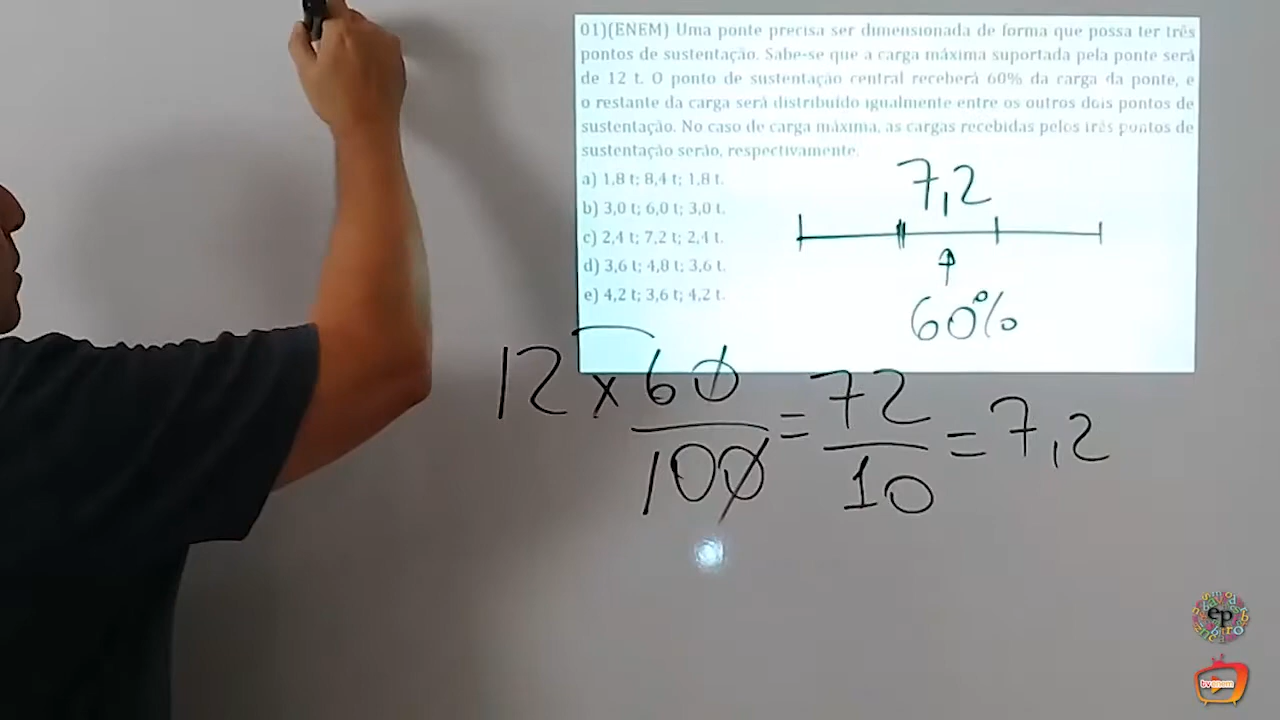 01)(ENEM) Uma ponte precisa ser dimensionada de forma que possa ter três
pontos de sustentação. Sabe-se que a carga máxima suportada pela ponte será
de 12 t. O ponto de sustentação central receberá 60% da carga da ponte, e
o restante da carga será distribuído igualmente entre os outros dois pontos de
sustentação. No caso de carga máxima, as cargas recebidas pelos três pontos de
sustentação serão, respectivamente,
a) 1,8 t; 8,4 t; 1,8 t.
b) 3,0 t; 6,0 t; 3,0 t.
c) 2,4 t; 7,2 t; 2,4 t.
d) 3,6 t; 4,8 t; 3,6 t.
e) 4,2 t; 3,6 t; 4,2 t.
7,2
60%
12 x 60/100 = 72/10 = 7,2
ep
tvenem